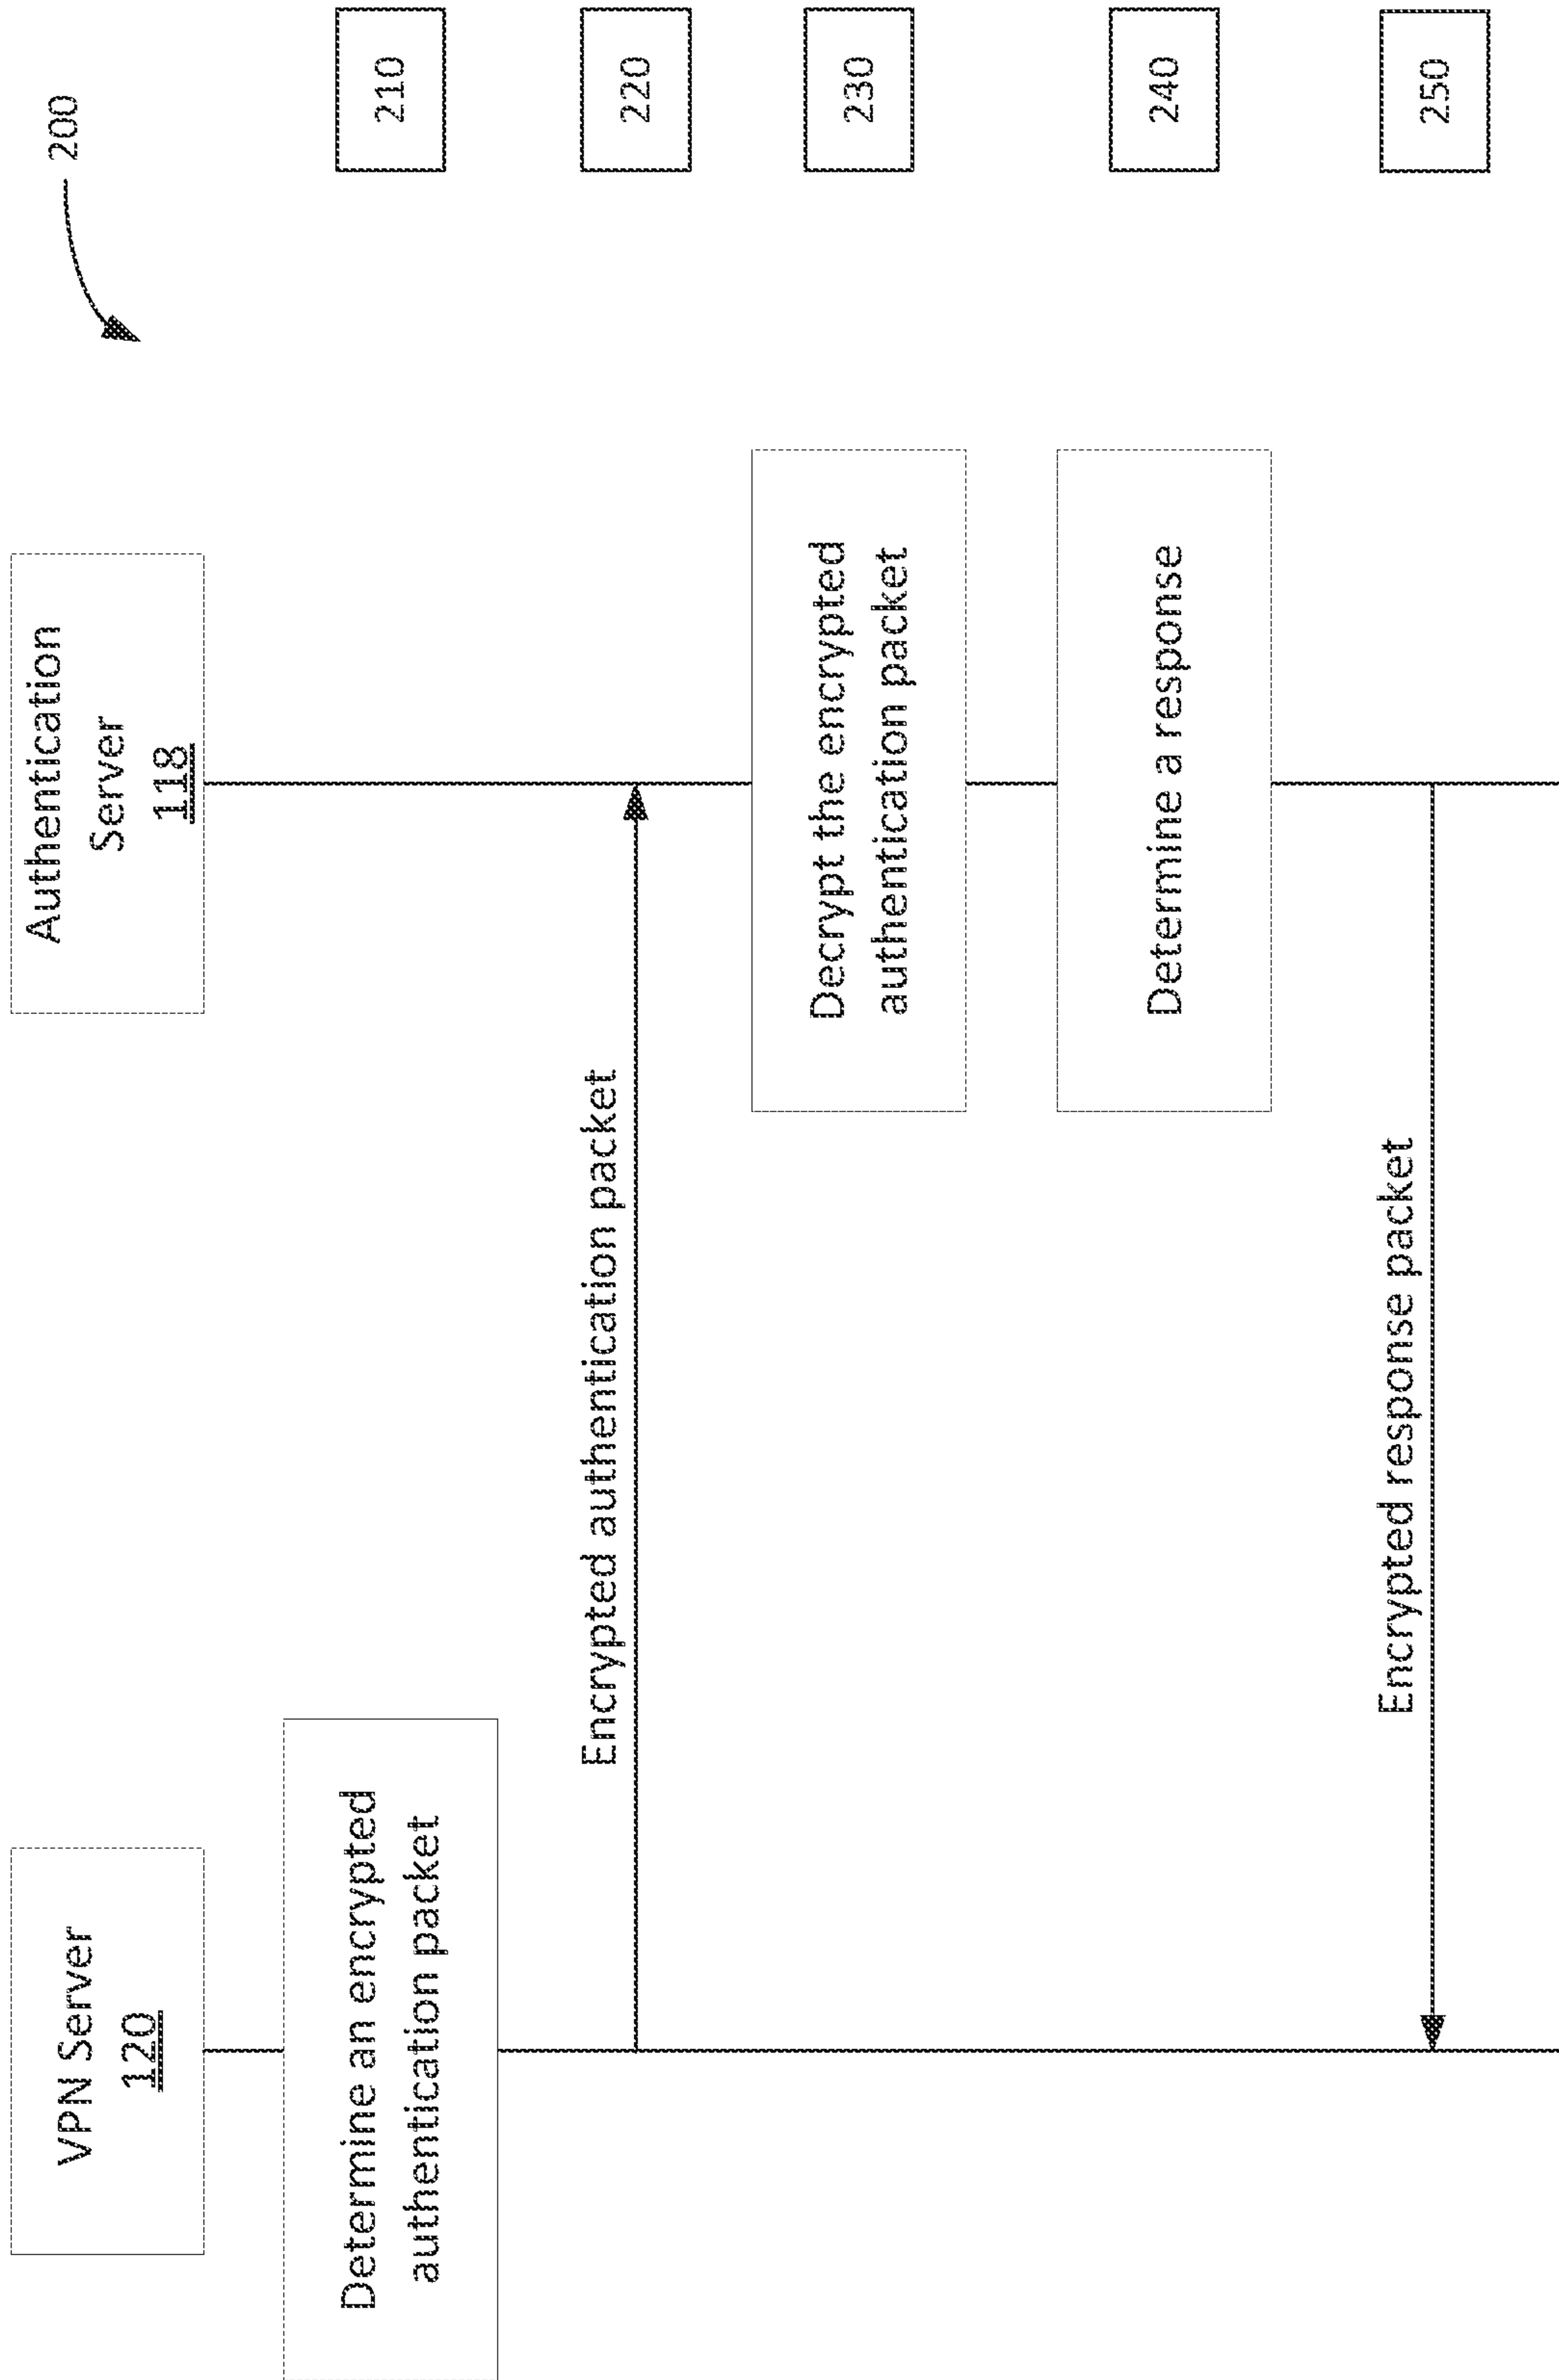 200
VPN Server
120
Authentication
Server
118
Determine an encrypted
authentication packet
210
Encrypted authentication packet
220
Decrypt the encrypted
authentication packet
230
Determine a response
240
Encrypted response packet
250